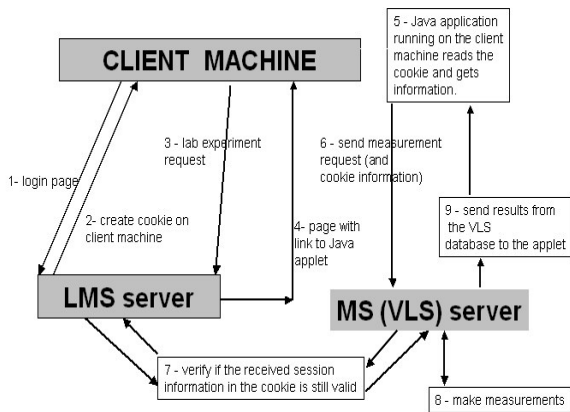 CLIENT MACHINE
5 - Java application
running on the client
machine reads the
cookie and gets
information.
3 - lab experiment
request
6 - send measurement
request (and
cookie information)
1- login page
2- create cookie on
client machine
4- page with
link to Java
applet
9 - send results from
the VLS
database to the applet
LMS server
MS (VLS) server
7 - verify if the received session
information in the cookie is still valid
8 - make measurements